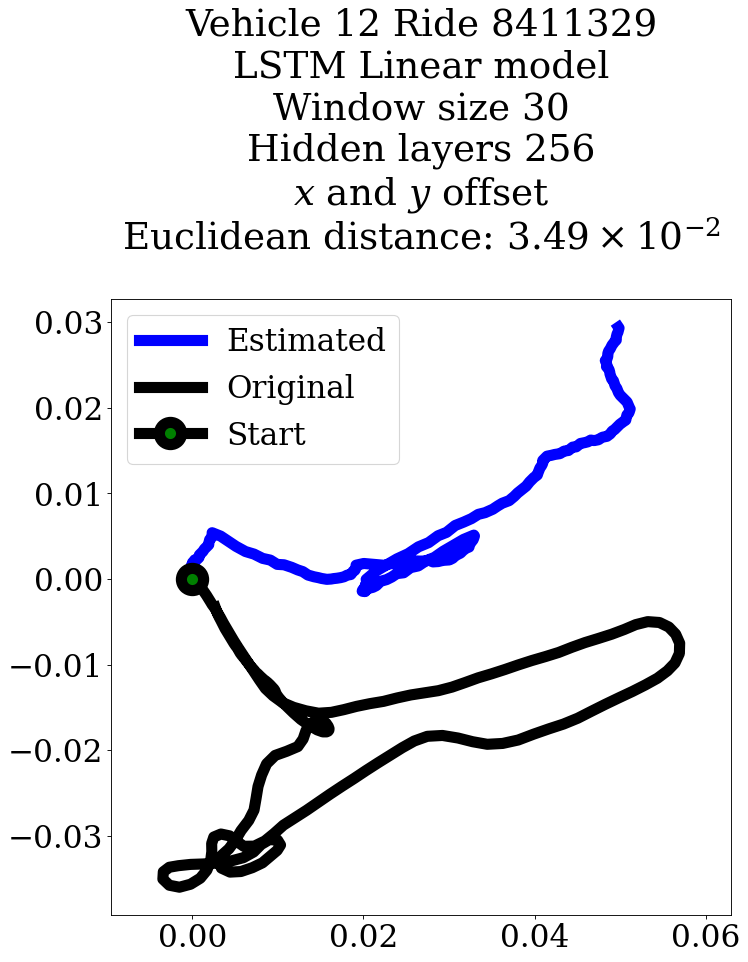 Vehicle 12 Ride 8411329
LSTM Linear model
Window size 30
Hidden layers 256
x and y offset
Euclidean distance: 3.49 × 10⁻²
Estimated
Original
Start
0.03
0.02
0.01
0.00
−0.01
−0.02
−0.03
0.00 0.02 0.04 0.06